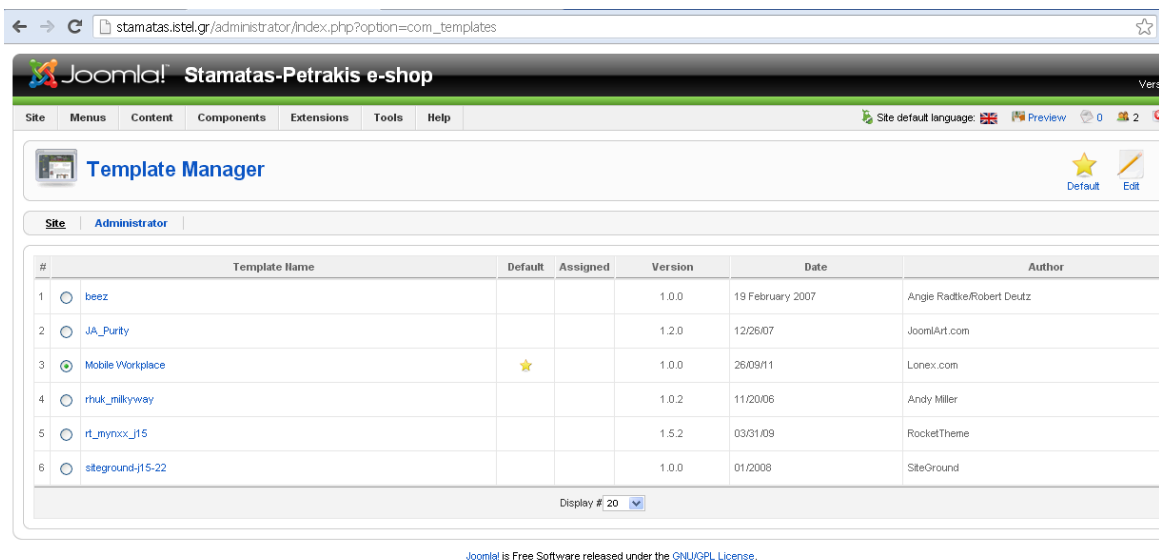 stamatas.istel.gr/administrator/index.php?option=com_templates
Joomla! Stamatas-Petrakis e-shop
Vers
Site Menus Content Components Extensions Tools Help Site default language: Preview 0 2
Template Manager
Default Edit
Site Administrator
# Template Name Default Assigned Version Date Author
1 beez 1.0.0 19 February 2007 Angie Radtke/Robert Deutz
2 JA_Purity 1.2.0 12/26/07 JoomlArt.com
3 Mobile Workplace 1.0.0 26/09/11 Lonex.com
4 rhuk_milkyway 1.0.2 11/20/06 Andy Miller
5 rt_mynxx_j15 1.5.2 03/31/09 RocketTheme
6 siteground-j15-22 1.0.0 01/2008 SiteGround
Display # 20
Joomla! is Free Software released under the GNU/GPL License.